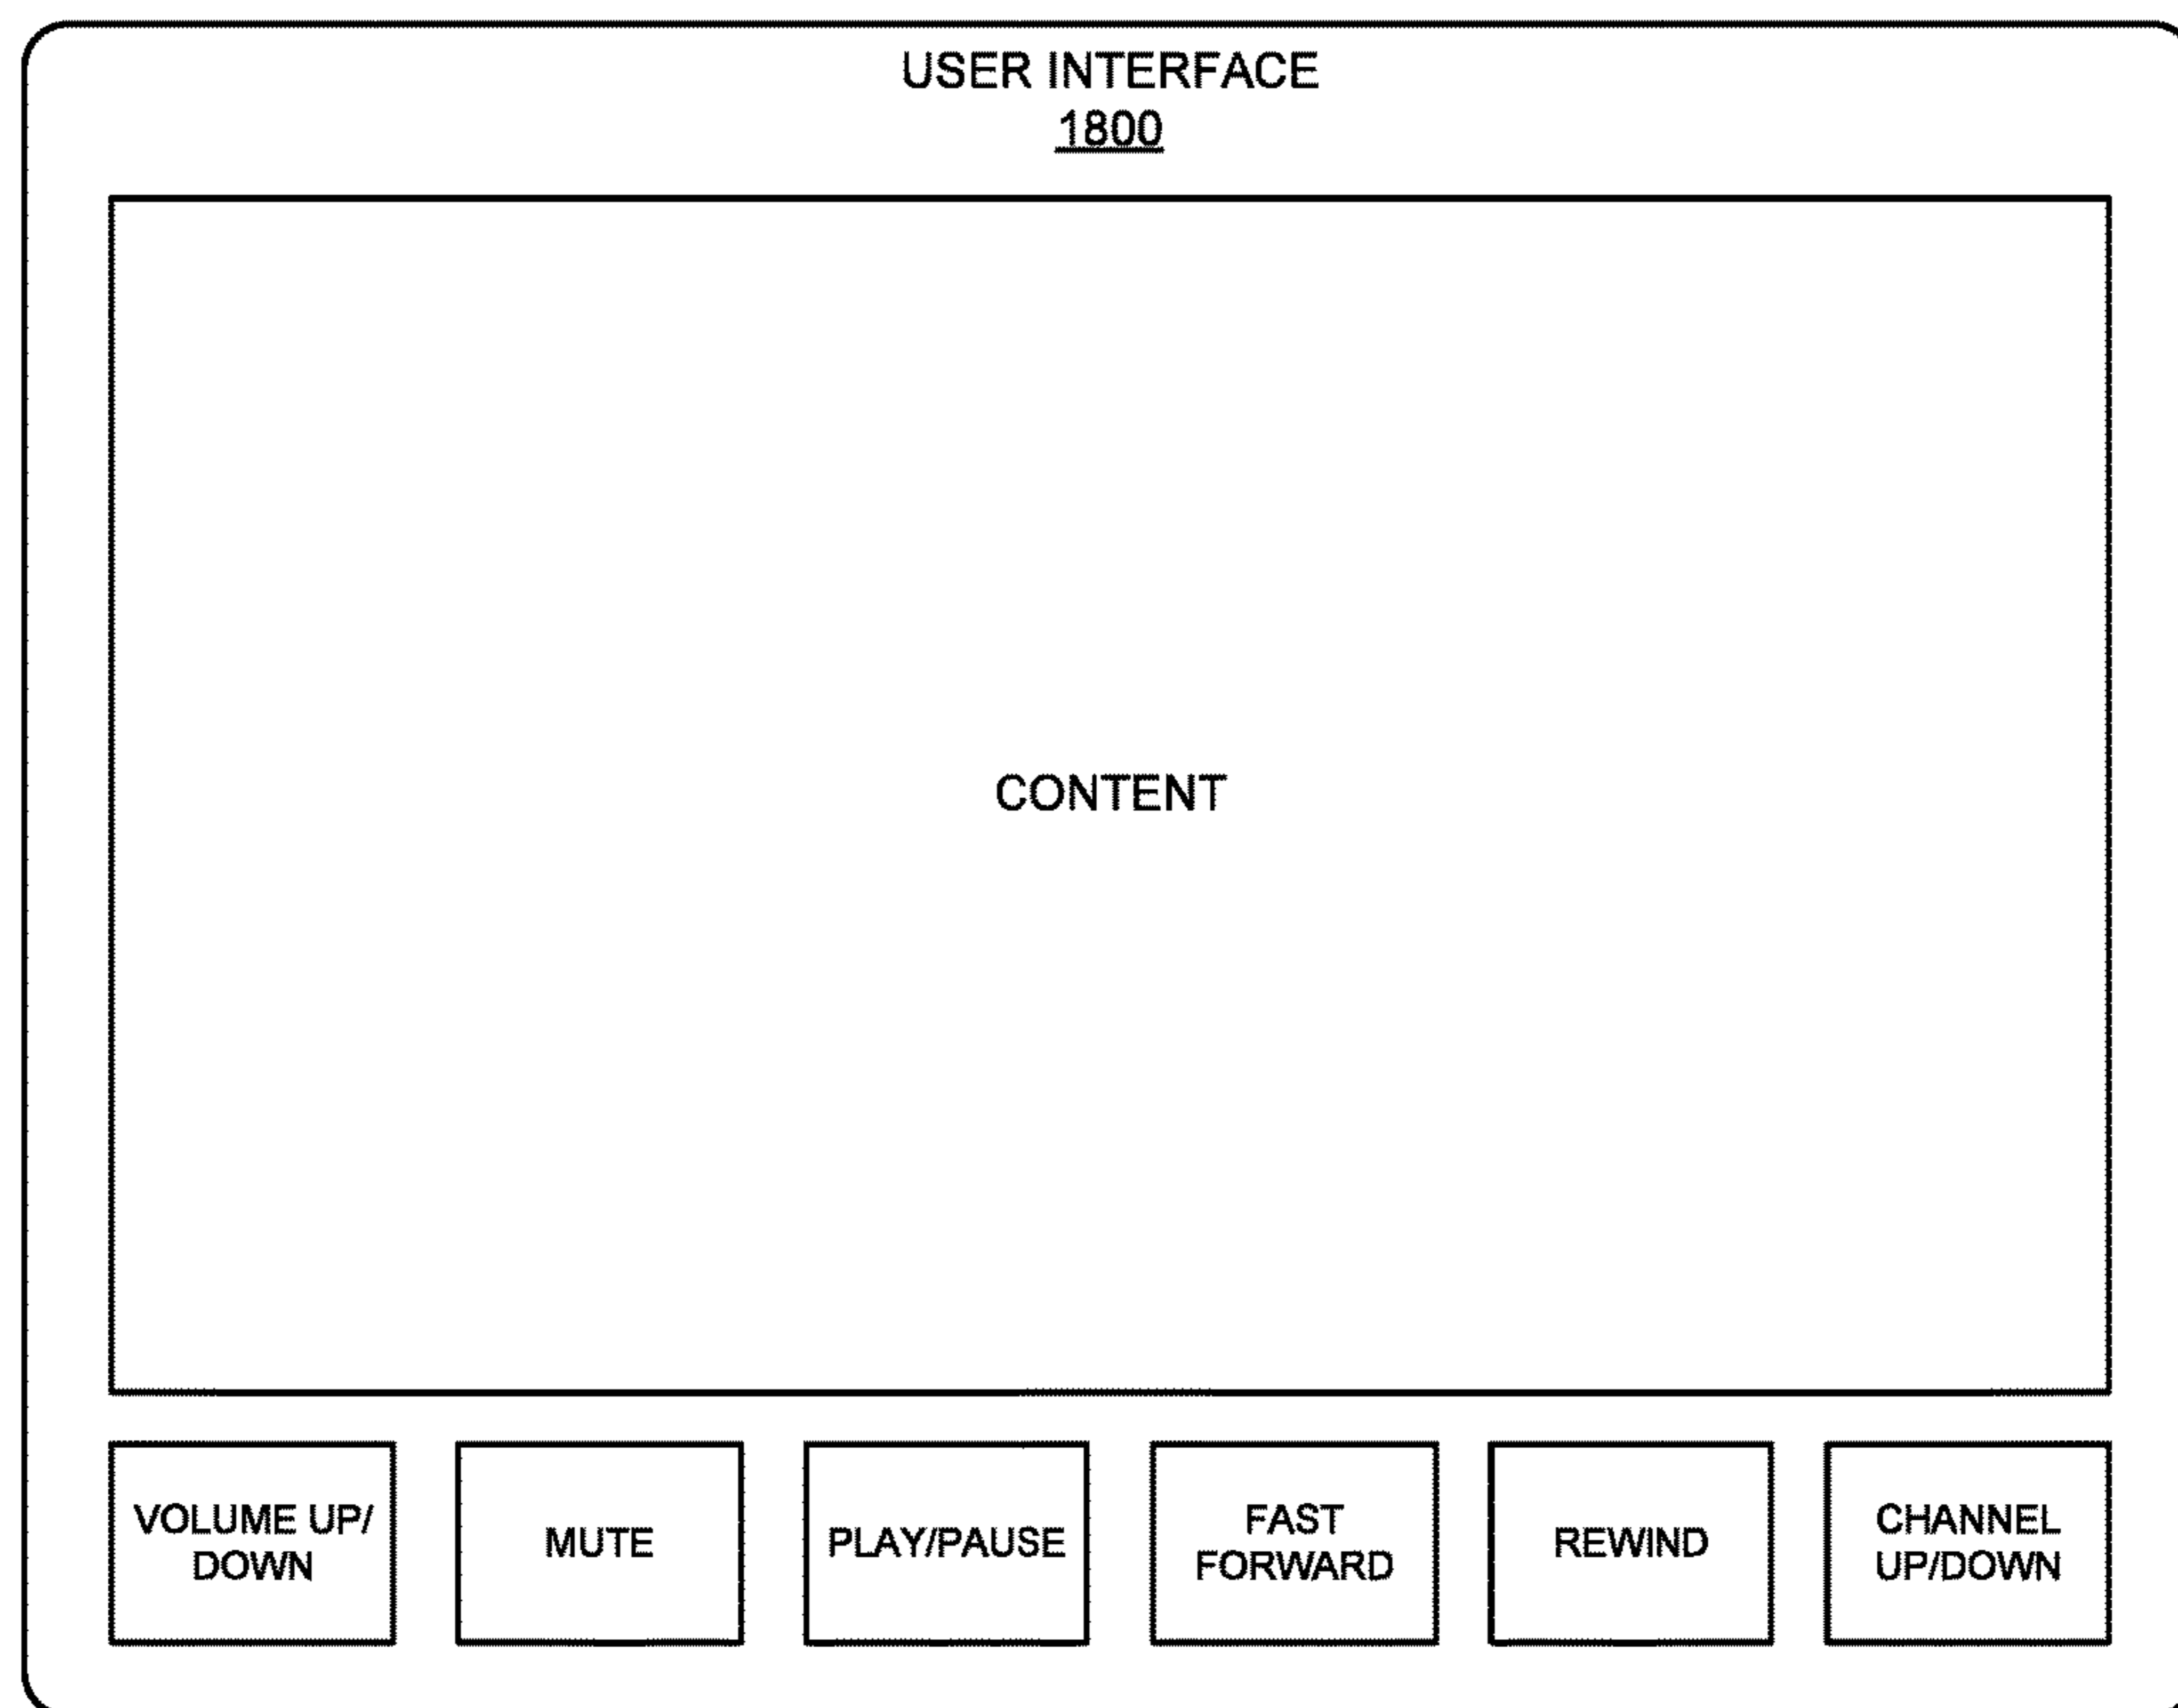 USER INTERFACE
1800
CONTENT
VOLUME UP/
DOWN
MUTE
PLAY/PAUSE
FAST
FORWARD
REWIND
CHANNEL
UP/DOWN